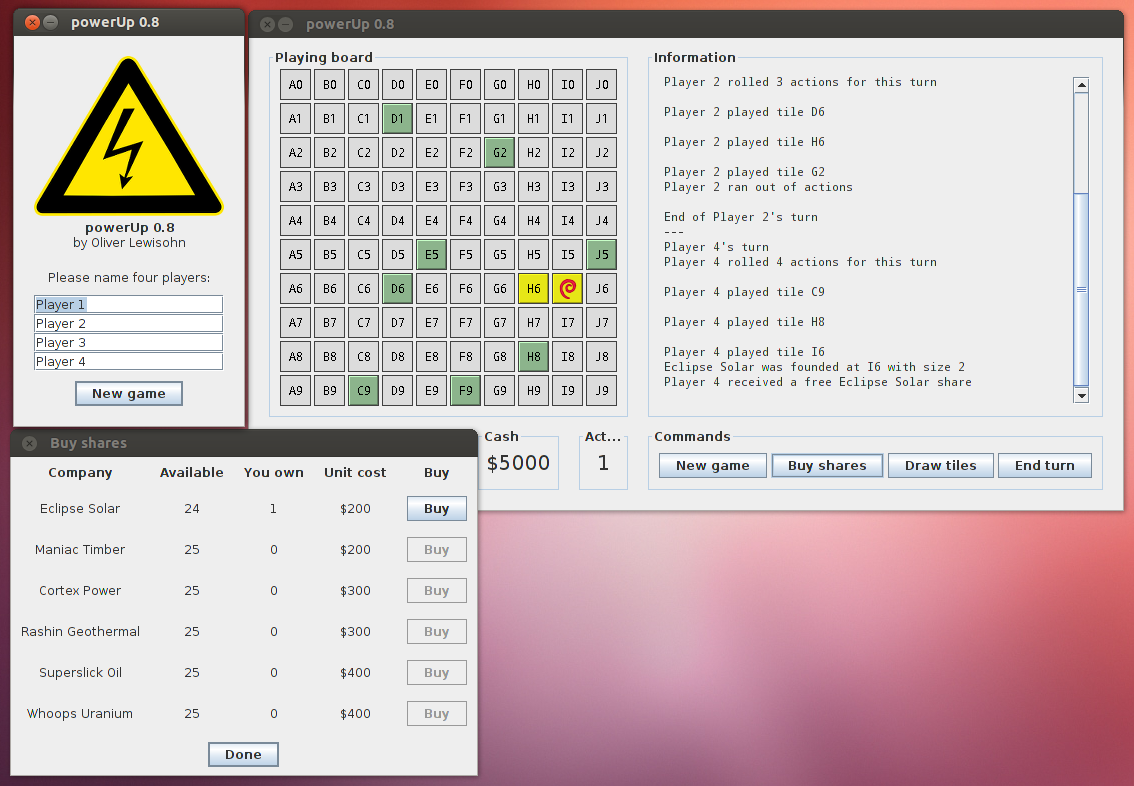 powerUp 0.8
powerUp 0.8
by Oliver Lewisohn
Please name four players:
Player 1
Player 2
Player 3
Player 4
New game
powerUp 0.8
Playing board
A0 B0 C0 D0 E0 F0 G0 H0 I0 J0
A1 B1 C1 D1 E1 F1 G1 H1 I1 J1
A2 B2 C2 D2 E2 F2 G2 H2 I2 J2
A3 B3 C3 D3 E3 F3 G3 H3 I3 J3
A4 B4 C4 D4 E4 F4 G4 H4 I4 J4
A5 B5 C5 D5 E5 F5 G5 H5 I5 J5
A6 B6 C6 D6 E6 F6 G6 H6 J6
A7 B7 C7 D7 E7 F7 G7 H7 I7 J7
A8 B8 C8 D8 E8 F8 G8 H8 I8 J8
A9 B9 C9 D9 E9 F9 G9 H9 I9 J9
Information
Player 2 rolled 3 actions for this turn
Player 2 played tile D6
Player 2 played tile H6
Player 2 played tile G2
Player 2 ran out of actions
End of Player 2's turn
---
Player 4's turn
Player 4 rolled 4 actions for this turn
Player 4 played tile C9
Player 4 played tile H8
Player 4 played tile I6
Eclipse Solar was founded at I6 with size 2
Player 4 received a free Eclipse Solar share
Cash
$5000
Act...
1
Commands
New game Buy shares Draw tiles End turn
Buy shares
Company Available You own Unit cost Buy
Eclipse Solar 24 1 $200 Buy
Maniac Timber 25 0 $200 Buy
Cortex Power 25 0 $300 Buy
Rashin Geothermal 25 0 $300 Buy
Superslick Oil 25 0 $400 Buy
Whoops Uranium 25 0 $400 Buy
Done